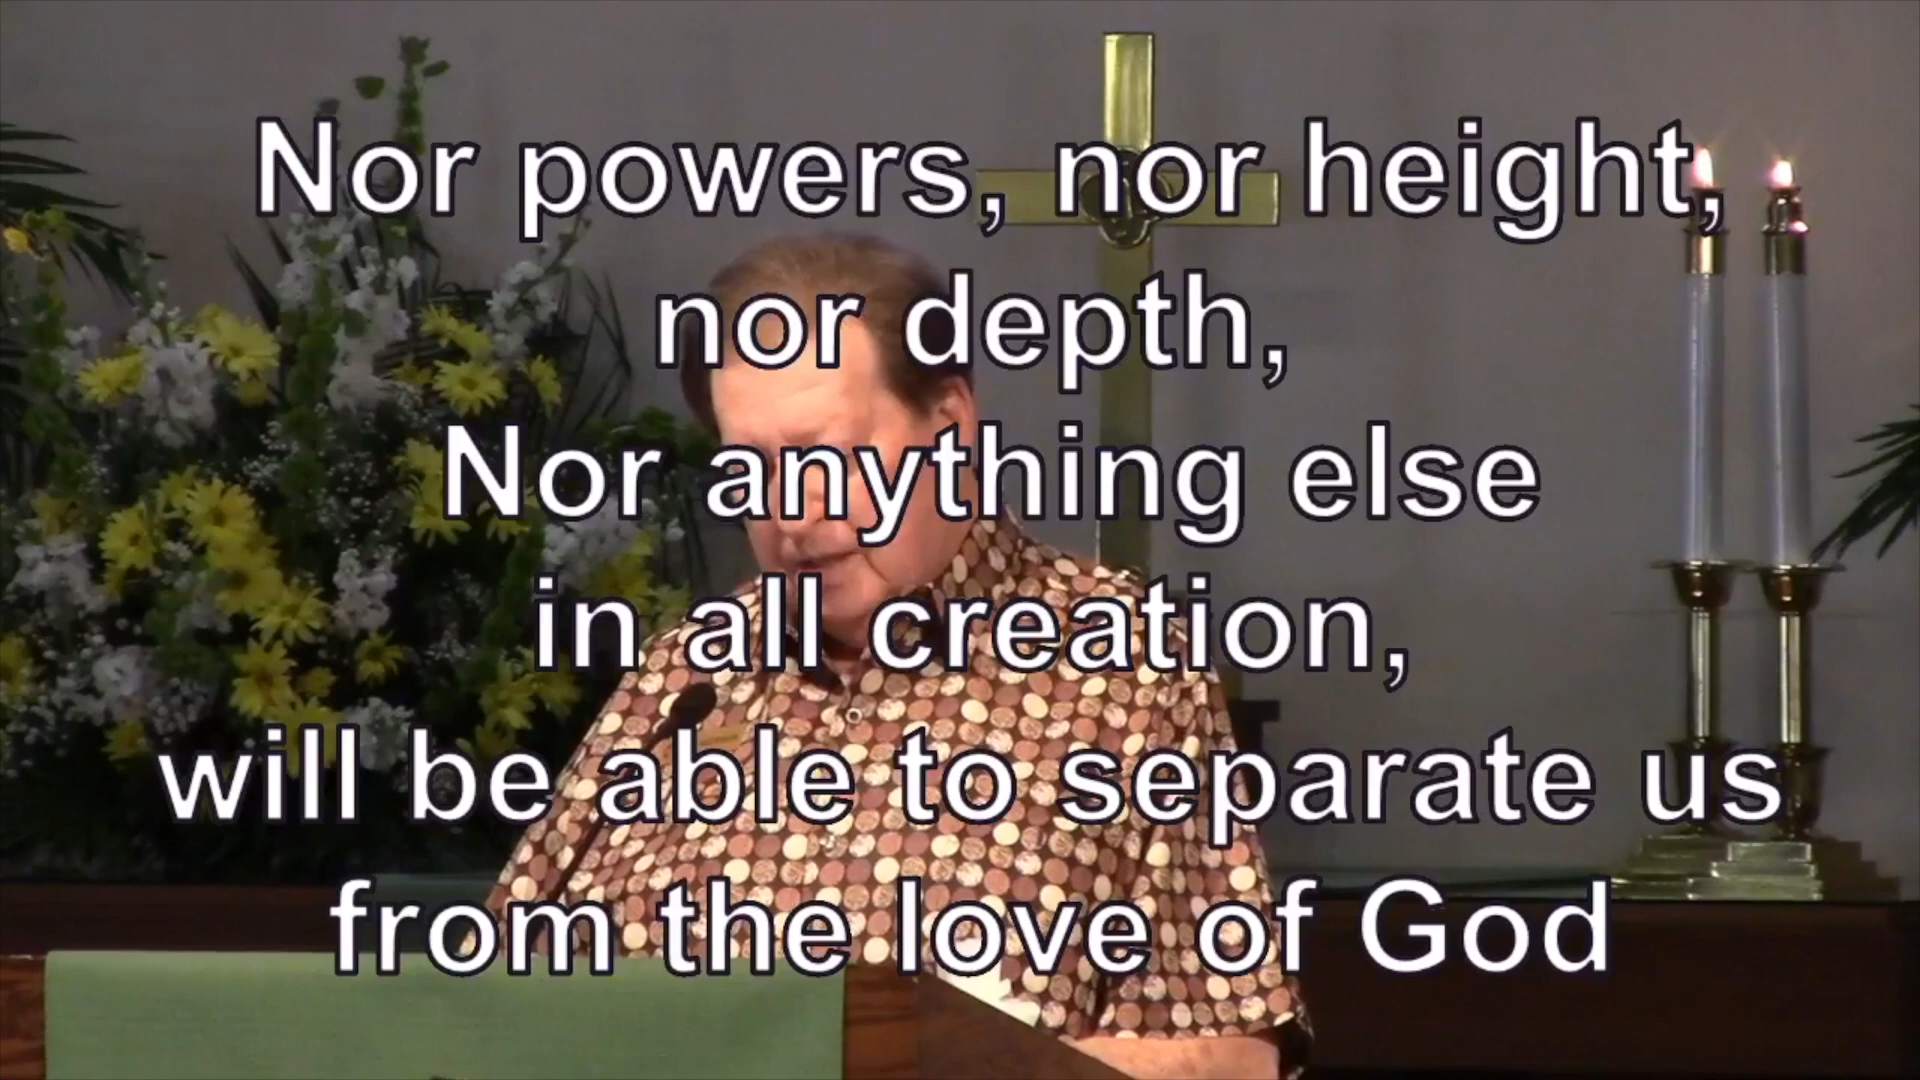 Nor powers, nor height,
nor depth,
Nor anything else
in all creation,
will be able to separate us
from the love of God